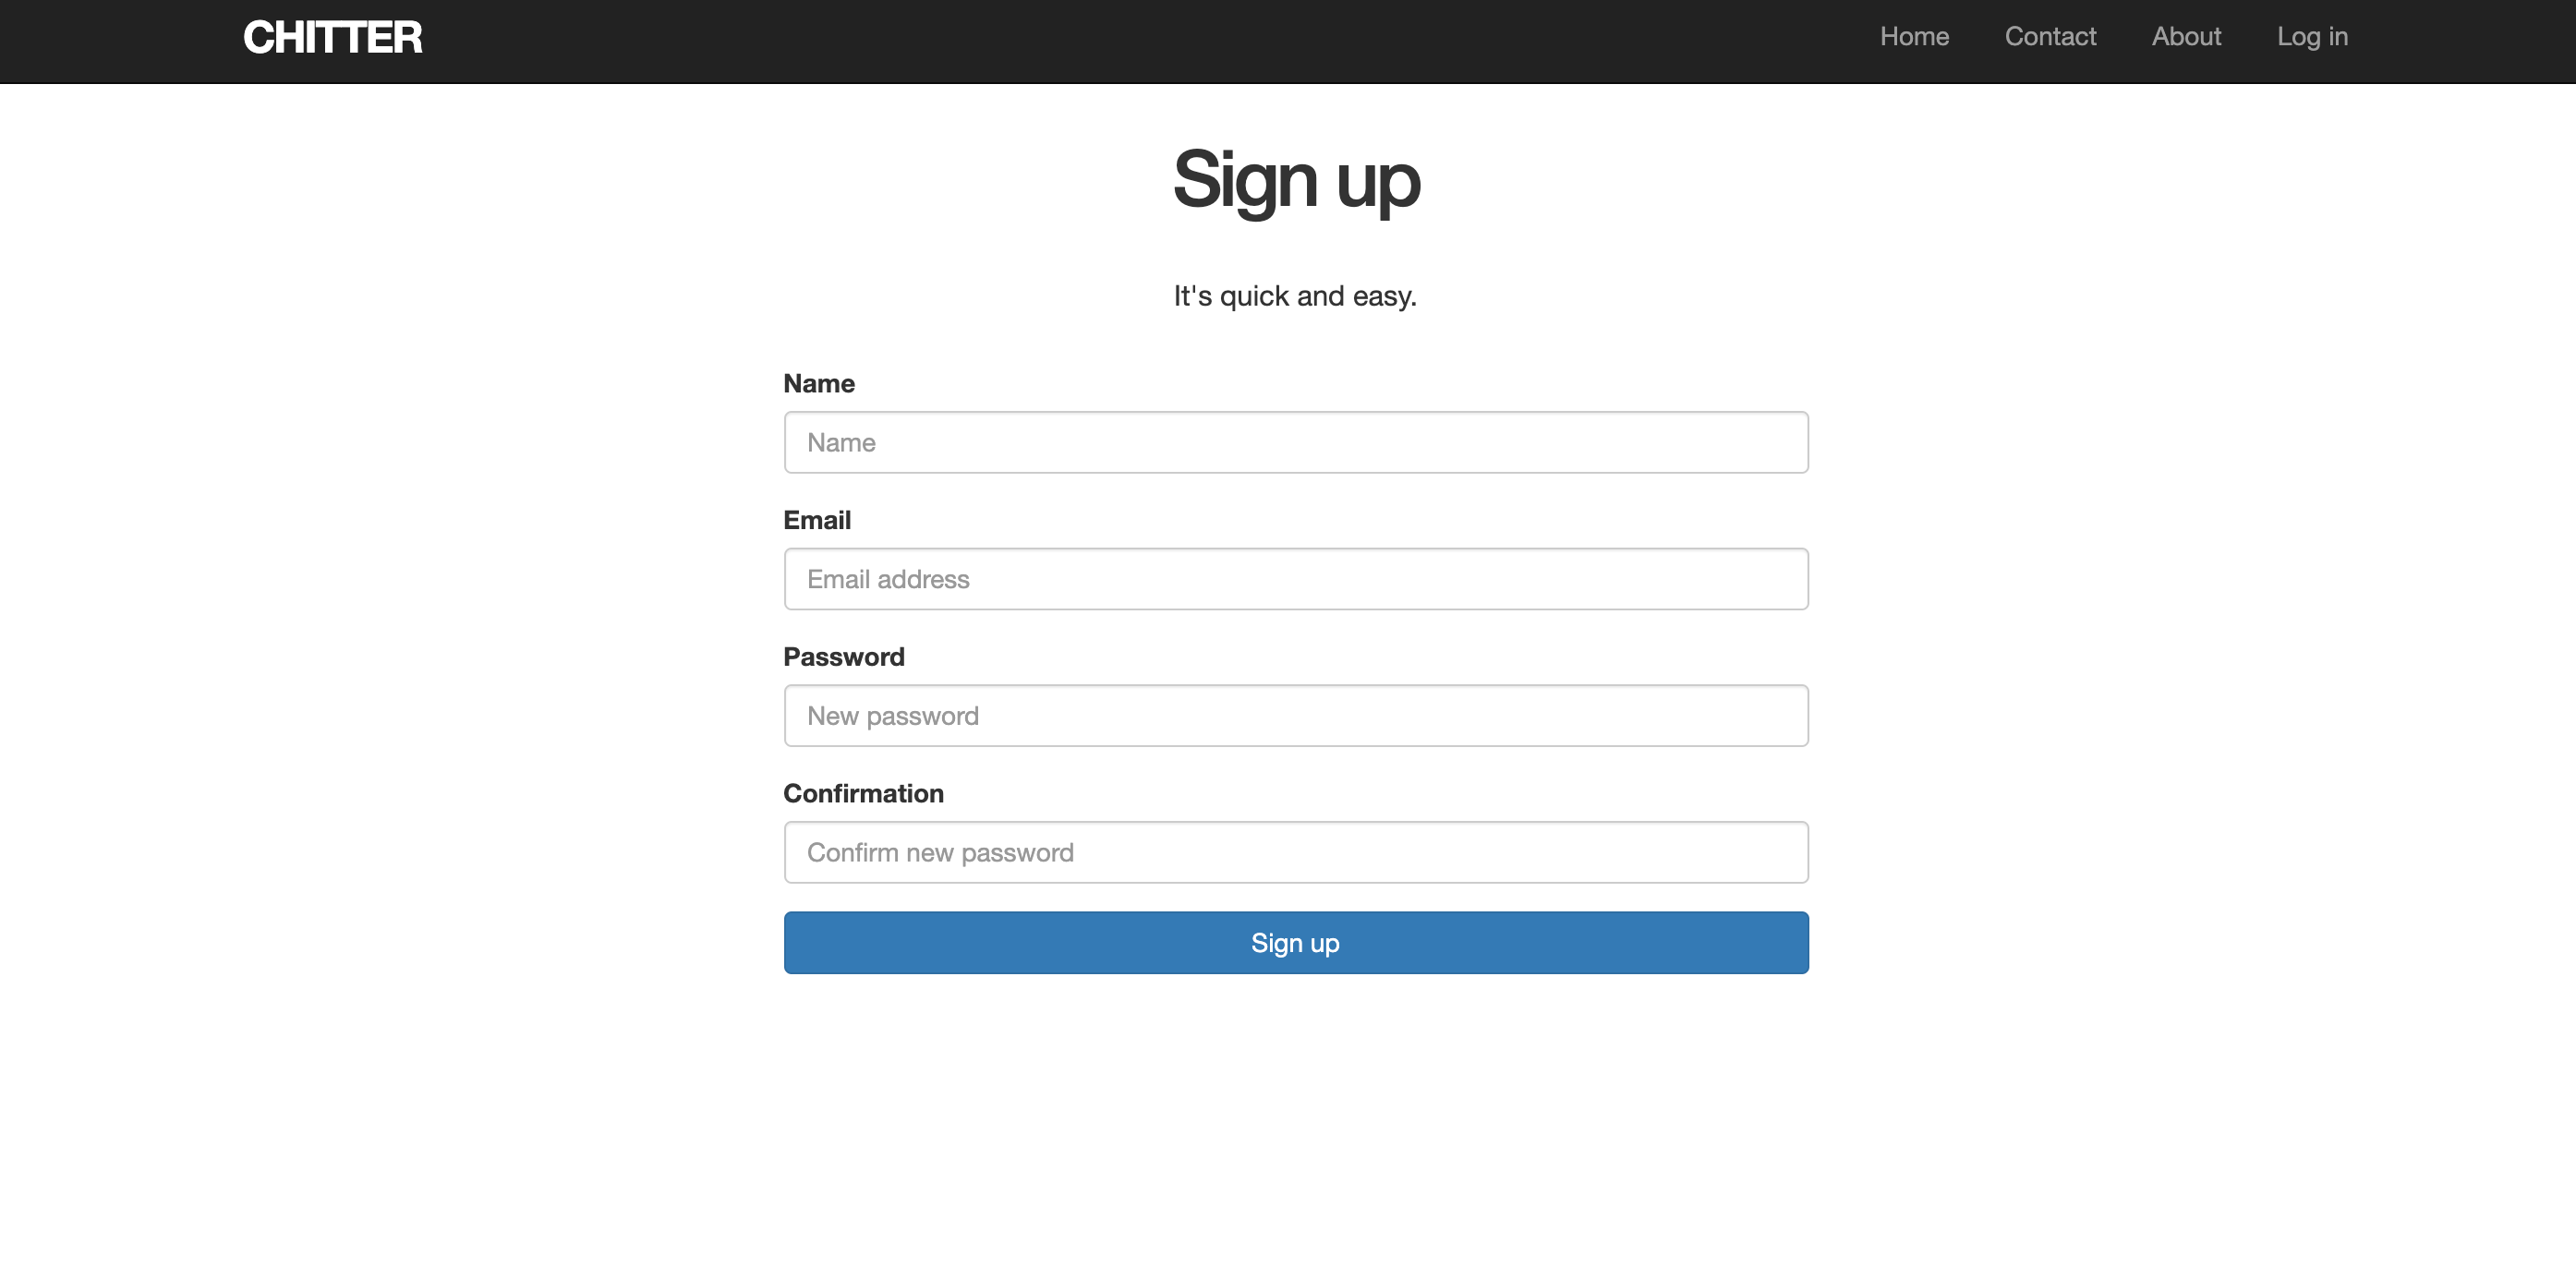 CHITTER Home Contact About Log in
Sign up
It's quick and easy.
Name
Name
Email
Email address
Password
New password
Confirmation
Confirm new password
Sign up